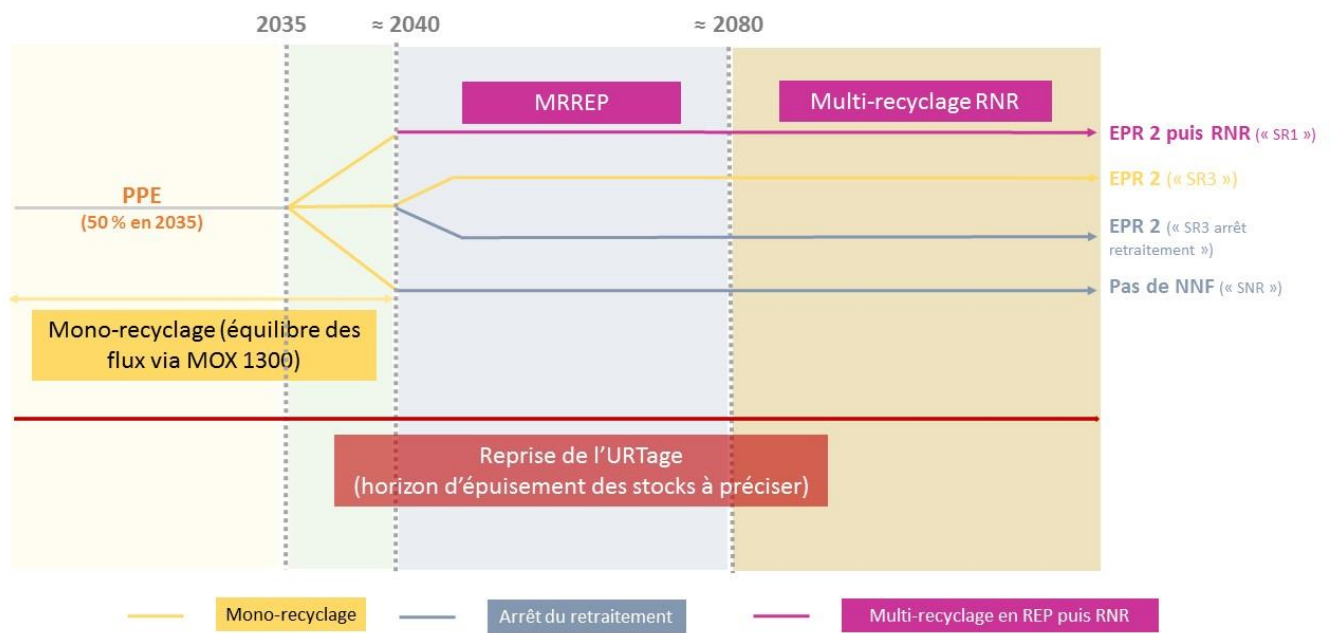 2035
≈ 2040
≈ 2080
MRREP
Multi-recyclage RNR
EPR 2 puis RNR (« SR1 »)
EPR 2 (« SR3 »)
PPE
(50 % en 2035)
EPR 2 (« SR3 arrêt
retraitement »)
Pas de NNF (« SNR »)
Mono-recyclage (équilibre des
flux via MOX 1300)
Reprise de l’URTage
(horizon d’épuisement des stocks à préciser)
Mono-recyclage
Arrêt du retraitement
Multi-recyclage en REP puis RNR